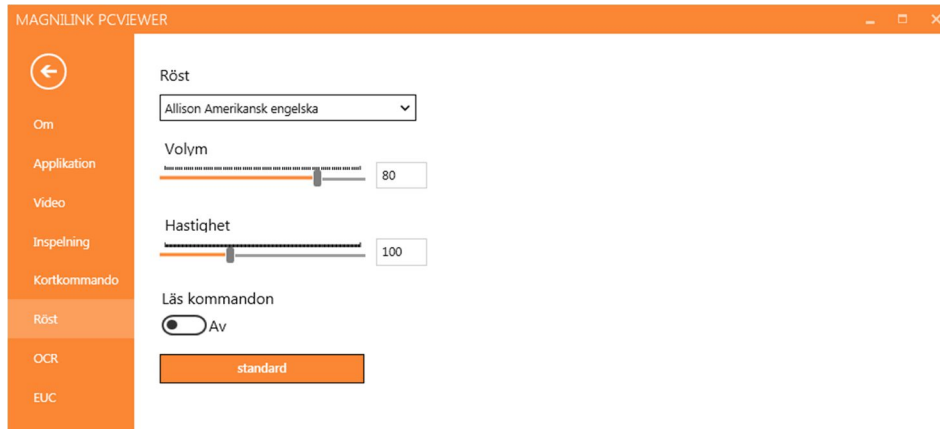 MAGNILINK PCVIEWER
Om
Applikation
Video
Inspelning
Kortkommando
Röst
OCR
EUC
Röst
Allison Amerikansk engelska
Volym
80
Hastighet
100
Läs kommandon
Av
standard